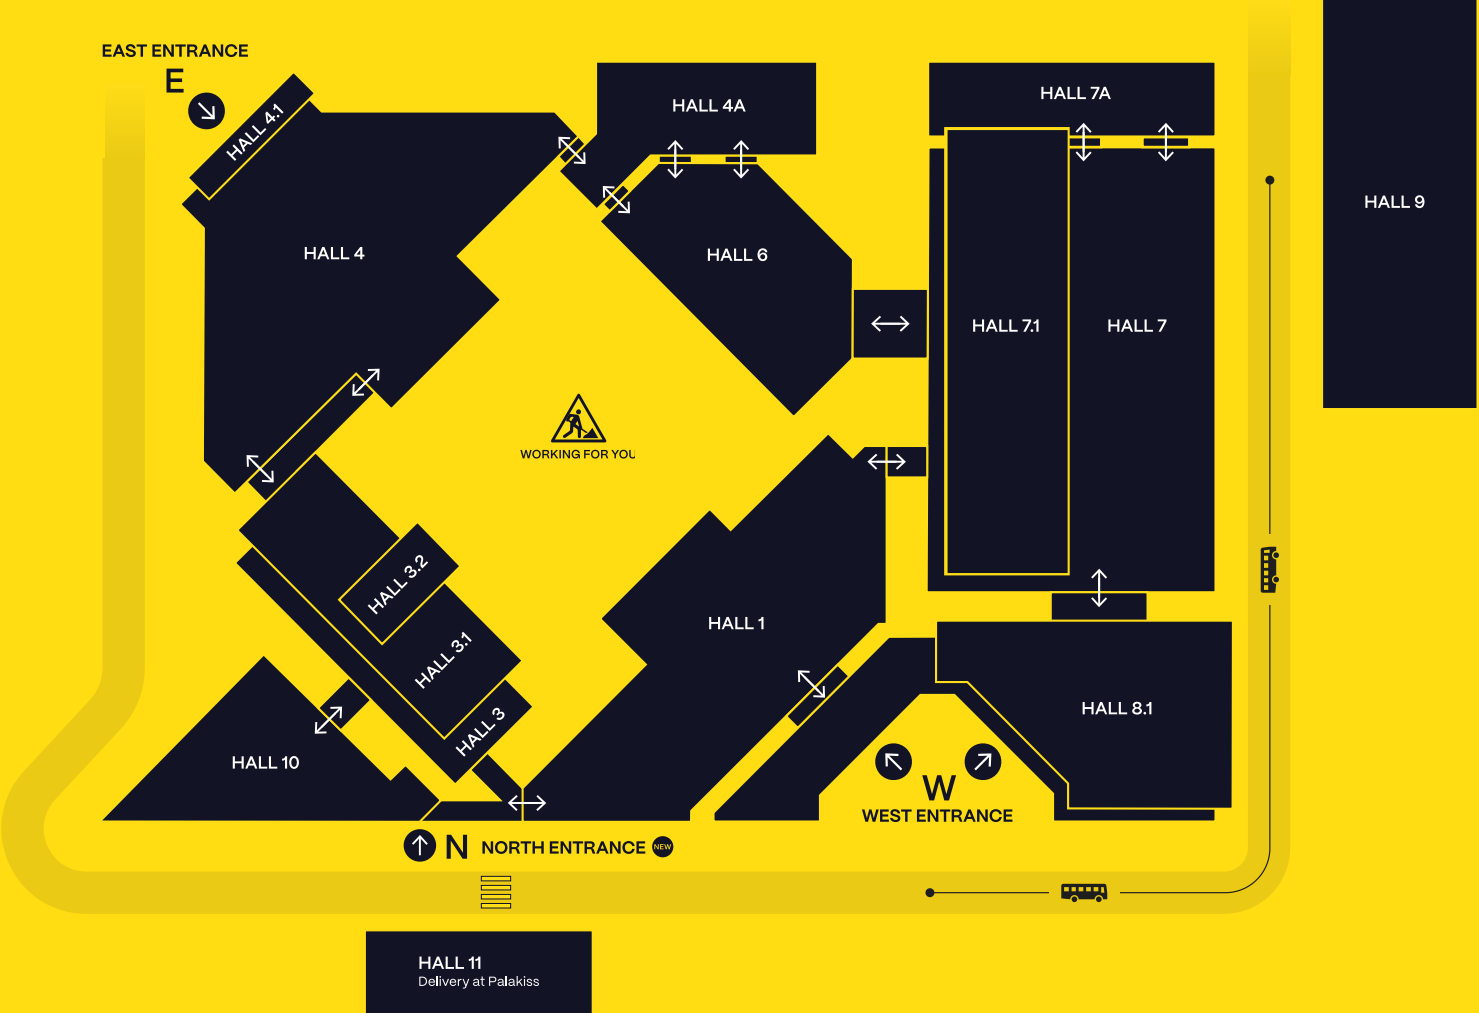 EAST ENTRANCE
E
HALL 4.1
HALL 4A
HALL 7A
HALL 9
HALL 4
HALL 6
HALL 7.1
HALL 7
WORKING FOR YOU
HALL 3.2
HALL 3.1
HALL 3
HALL 1
HALL 8.1
HALL 10
W
WEST ENTRANCE
N NORTH ENTRANCE NEW
HALL 11
Delivery at Palakiss